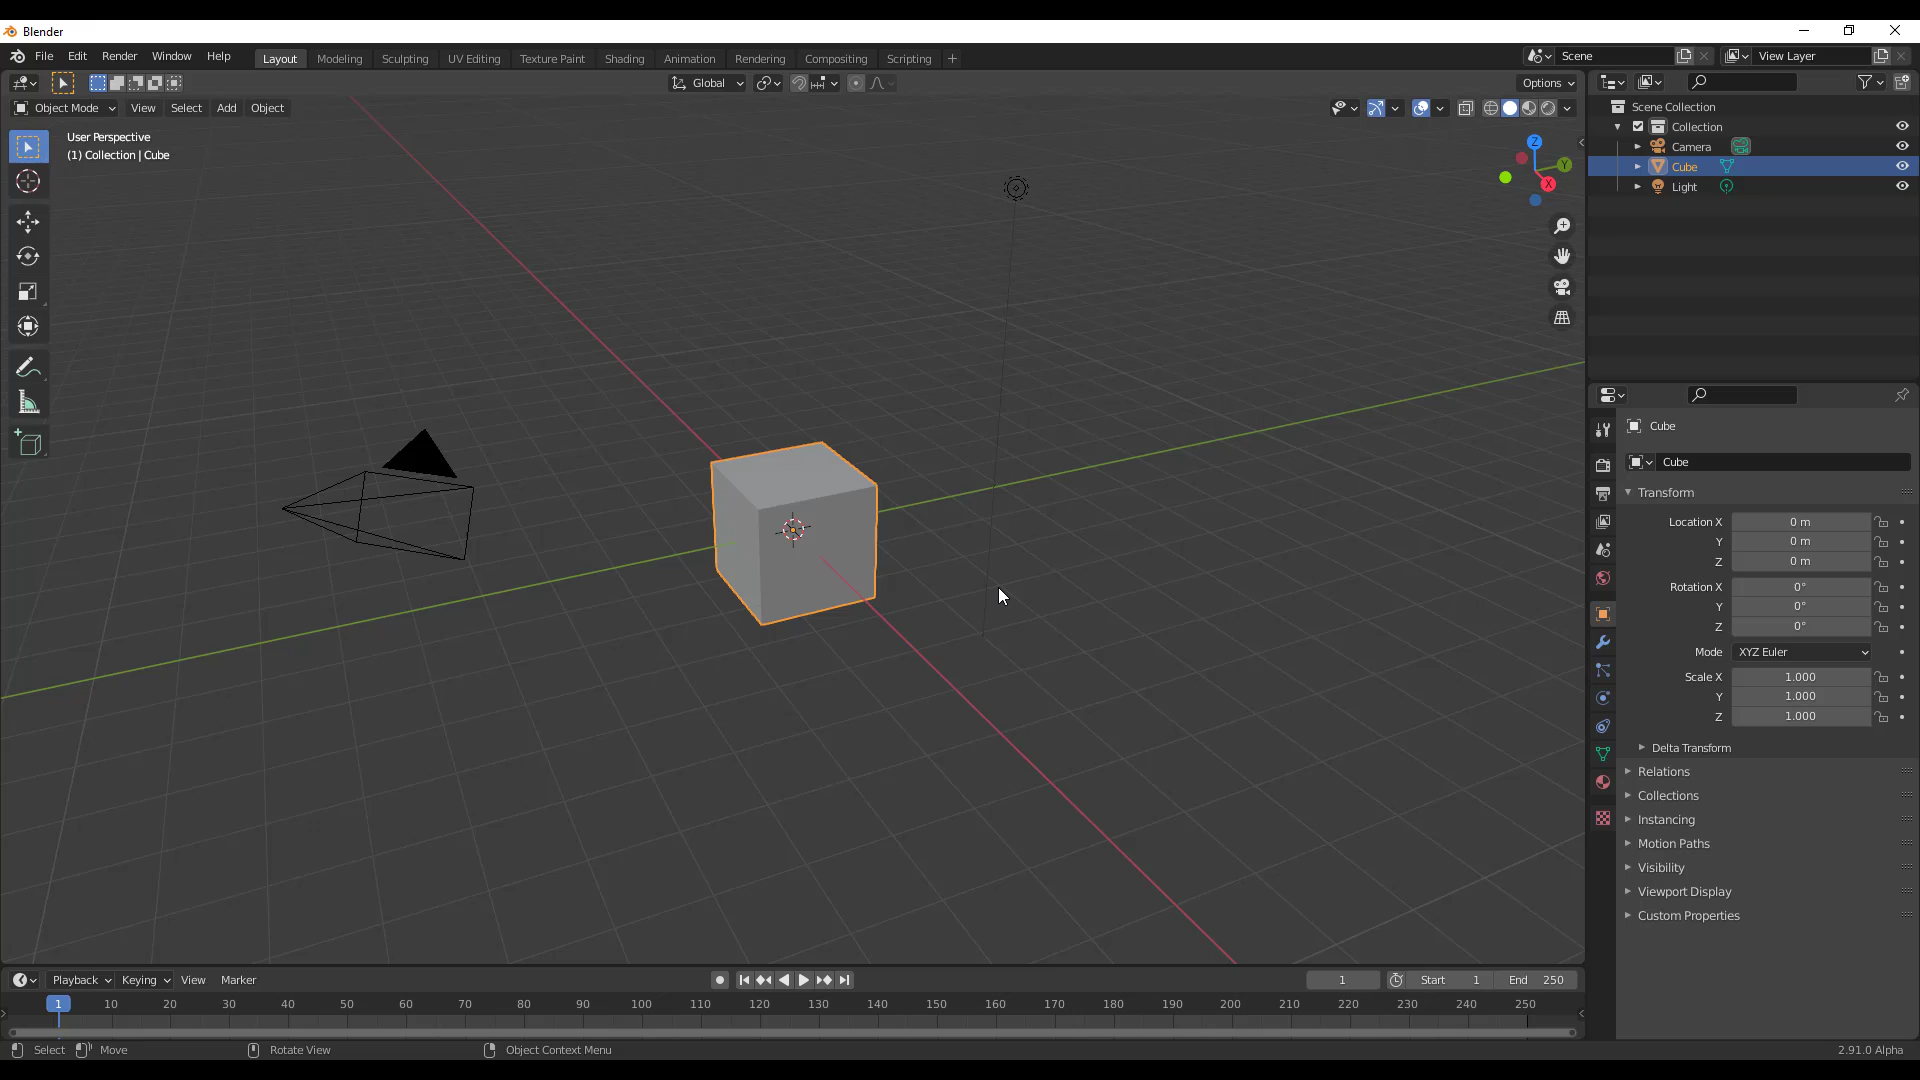 Blender
File Edit Render Window Help
Layout Modeling Sculpting UV Editing Texture Paint Shading Animation Rendering Compositing Scripting +
Scene
View Layer
Global
Options
Object Mode View Select Add Object
User Perspective
(1) Collection | Cube
Z
Y
X
Scene Collection
Collection
Camera
Cube
Light
Cube
Cube
Transform
Location X 0 m
Y 0 m
Z 0 m
Rotation X 0°
Y 0°
Z 0°
Mode XYZ Euler
Scale X 1.000
Y 1.000
Z 1.000
Delta Transform
Relations
Collections
Instancing
Motion Paths
Visibility
Viewport Display
Custom Properties
Playback Keying View Marker
1 Start 1 End 250
1 10 20 30 40 50 60 70 80 90 100 110 120 130 140 150 160 170 180 190 200 210 220 230 240 250
Select Move Rotate View Object Context Menu
2.91.0 Alpha